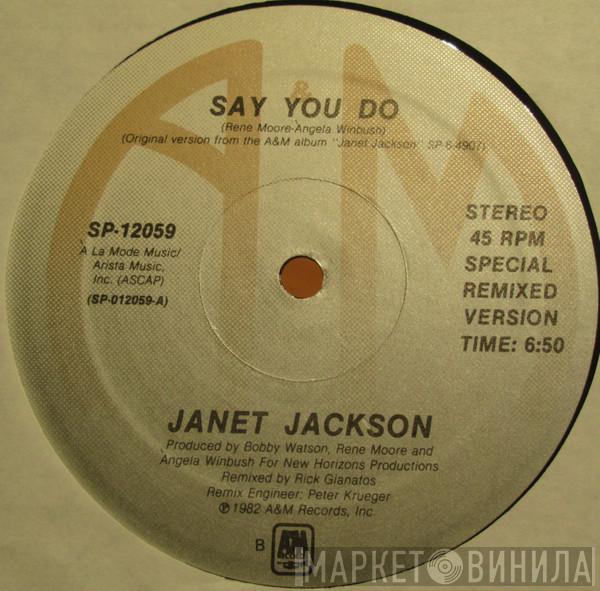 &
SAY YOU DO
(Rene Moore-Angela Winbush)
(Original version from the A&M album "Janet Jackson" SP-6-4907)
SP-12059
A La Mode Music/
Arista Music,
Inc. (ASCAP)
(SP-012059-A)
STEREO
45 RPM
SPECIAL
REMIXED
VERSION
TIME: 6:50
JANET JACKSON
Produced by Bobby Watson, Rene Moore and
Angela Winbush For New Horizons Productions
Remixed by Rick Gianatos
Remix Engineer: Peter Krueger
℗ 1982 A&M Records, Inc.
B
A&M
RECORDS
МАРКЕТ ВИНИЛА